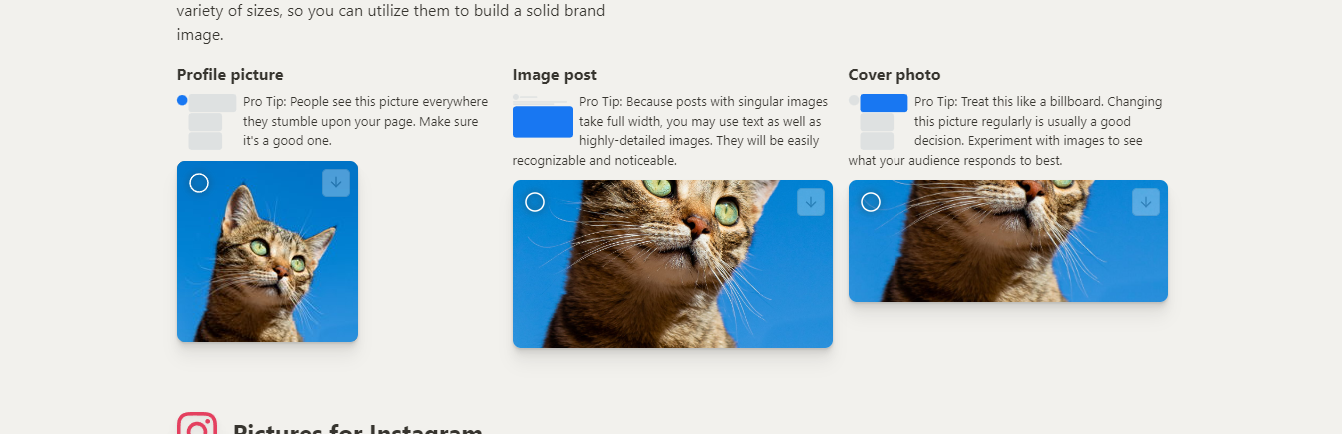 variety of sizes, so you can utilize them to build a solid brand
image.
Profile picture
Pro Tip: People see this picture everywhere
they stumble upon your page. Make sure
it's a good one.
Image post
Pro Tip: Because posts with singular images
take full width, you may use text as well as
highly-detailed images. They will be easily
recognizable and noticeable.
Cover photo
Pro Tip: Treat this like a billboard. Changing
this picture regularly is usually a good
decision. Experiment with images to see
what your audience responds to best.
Pictures for Instagram